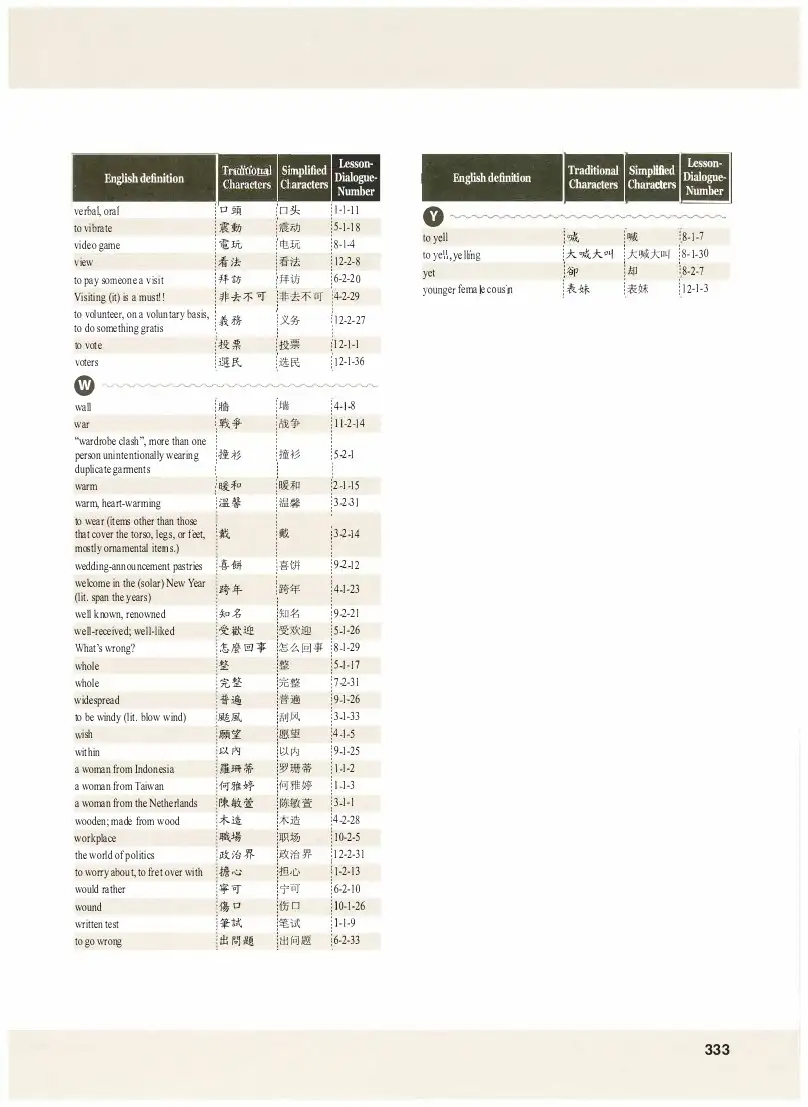 English definition Traditional Characters Simplified Characters Lesson-Dialogue-Number
verbal, oral 口頭 口头 1-1-11
to vibrate 震動 震动 5-1-18
video game 電玩 电玩 8-1-4
view 看法 看法 12-2-8
to pay someone a visit 拜訪 拜访 6-2-20
Visiting (it) is a must!! 非去不可 非去不可 4-2-29
to volunteer, on a voluntary basis,
to do something gratis 義務 义务 12-2-27
to vote 投票 投票 12-1-1
voters 選民 选民 12-1-36
W
wall 牆 墙 4-1-8
war 戰爭 战争 11-2-14
“wardrobe clash”, more than one
person unintentionally wearing 撞衫 撞衫 5-2-1
duplicate garments
warm 暖和 暖和 2-1-15
warm, heart-warming 溫馨 温馨 3-2-31
to wear (items other than those
that cover the torso, legs, or feet, 戴 戴 3-2-14
mostly ornamental items.)
wedding-announcement pastries 喜餅 喜饼 9-2-12
welcome in the (solar) New Year
(lit. span the years) 跨年 跨年 4-1-23
well known, renowned 知名 知名 9-2-21
well-received; well-liked 受歡迎 受欢迎 5-1-26
What’s wrong? 怎麼回事 怎么回事 8-1-29
whole 整 整 5-1-17
whole 完整 完整 7-2-31
widespread 普遍 普遍 9-1-26
to be windy (lit. blow wind) 颳風 刮风 3-1-33
wish 願望 愿望 4-1-5
within 以內 以内 9-1-25
a woman from Indonesia 羅珊蒂 罗珊蒂 1-1-2
a woman from Taiwan 何雅婷 何雅婷 1-1-3
a woman from the Netherlands 陳敏萱 陈敏萱 3-1-1
wooden; made from wood 木造 木造 4-2-28
workplace 職場 职场 10-2-5
the world of politics 政治界 政治界 12-2-31
to worry about, to fret over with 擔心 担心 1-2-13
would rather 寧可 宁可 6-2-10
wound 傷口 伤口 10-1-26
written test 筆試 笔试 1-1-9
to go wrong 出問題 出问题 6-2-33
English definition Traditional Characters Simplified Characters Lesson-Dialogue-Number
Y
to yell 喊 喊 8-1-7
to yell, yelling 大喊大叫 大喊大叫 8-1-30
yet 卻 却 8-2-7
younger female cousin 表妹 表妹 12-1-3
333